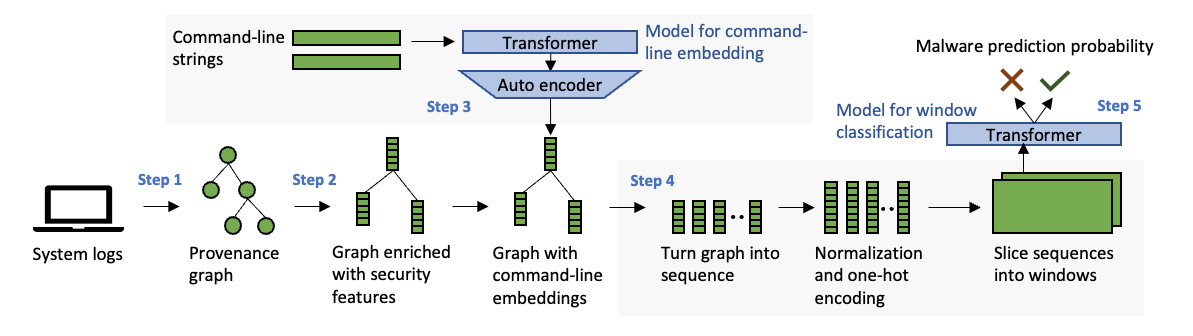 Command-line
strings
Transformer
Auto encoder
Model for command-
line embedding
Step 3
Malware prediction probability
Step 5
Model for window
classification
Transformer
Step 1
Step 2
Step 4
System logs
Provenance
graph
Graph enriched
with security
features
Graph with
command-line
embeddings
Turn graph into
sequence
Normalization
and one-hot
encoding
Slice sequences
into windows